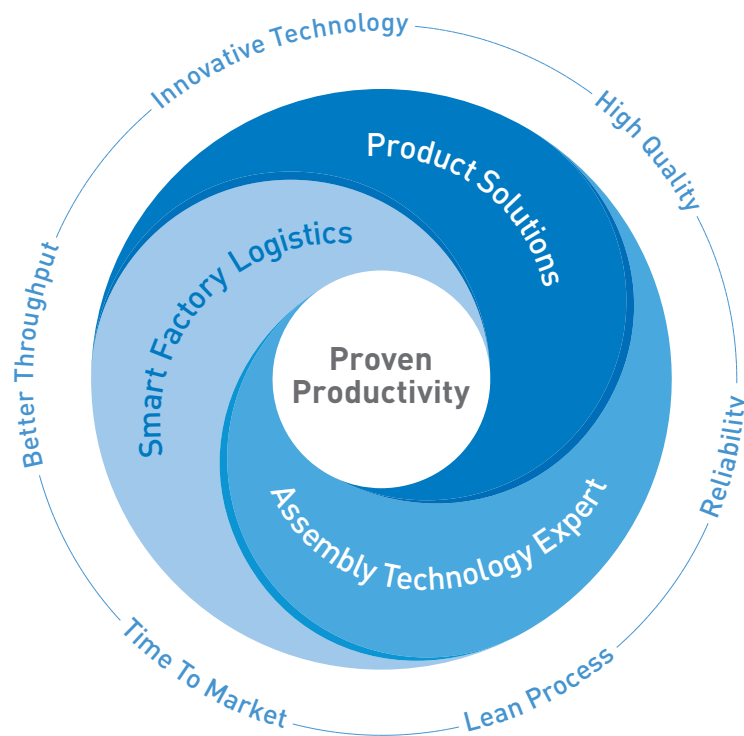 Innovative Technology
High Quality
Reliability
Lean Process
Time To Market
Better Throughput
Product Solutions
Smart Factory Logistics
Assembly Technology Expert
Proven
Productivity